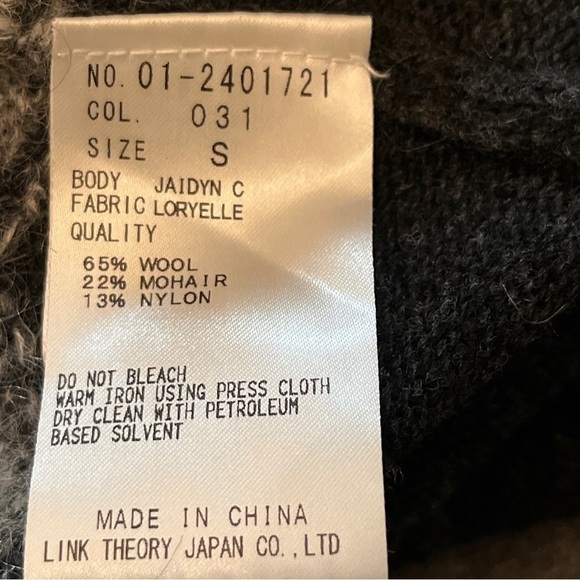 NO. 01-2401721
COL. 031
SIZE S
BODY JAIDYN C
FABRIC LORYELLE
QUALITY
65% WOOL
22% MOHAIR
13% NYLON
DO NOT BLEACH
WARM IRON USING PRESS CLOTH
DRY CLEAN WITH PETROLEUM
BASED SOLVENT
MADE IN CHINA
LINK THEORY JAPAN CO.,LTD